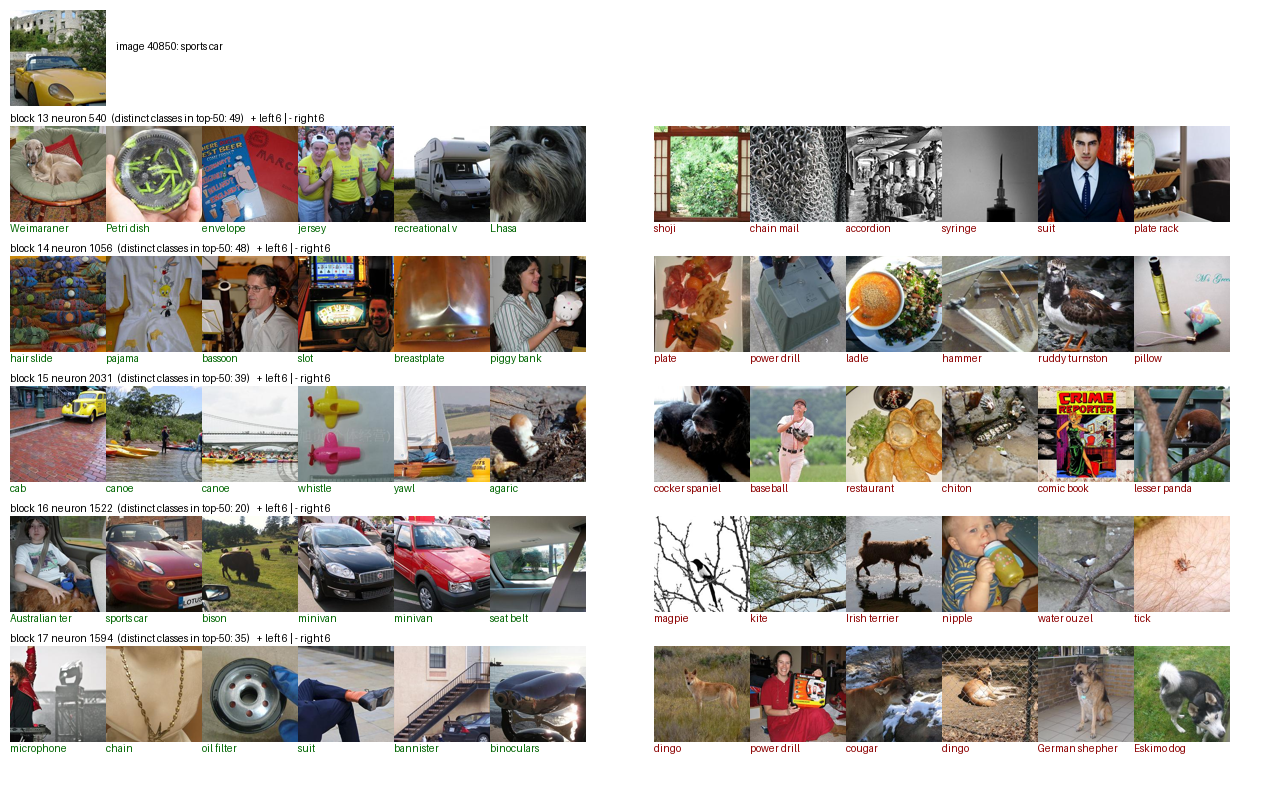 image 40850: sports car
block 13 neuron 540 (distinct classes in top-50: 49) + left 6 | - right 6
HERE
BEST BEER
MARCE
Weimaraner Petri dish envelope jersey recreational v Lhasa shoji chain mail accordion syringe suit plate rack
block 14 neuron 1056 (distinct classes in top-50: 48) + left 6 | - right 6
hair slide pajama bassoon slot breastplate piggy bank plate power drill ladle hammer ruddy turnston pillow
block 15 neuron 2031 (distinct classes in top-50: 39) + left 6 | - right 6
CRIME
REPORTER
cab canoe canoe whistle yawl agaric cocker spaniel baseball restaurant chiton comic book lesser panda
block 16 neuron 1522 (distinct classes in top-50: 20) + left 6 | - right 6
LOTUS
Australian ter sports car bison minivan minivan seat belt magpie kite Irish terrier nipple water ouzel tick
block 17 neuron 1594 (distinct classes in top-50: 35) + left 6 | - right 6
microphone chain oil filter suit bannister binoculars dingo power drill cougar dingo German shepher Eskimo dog